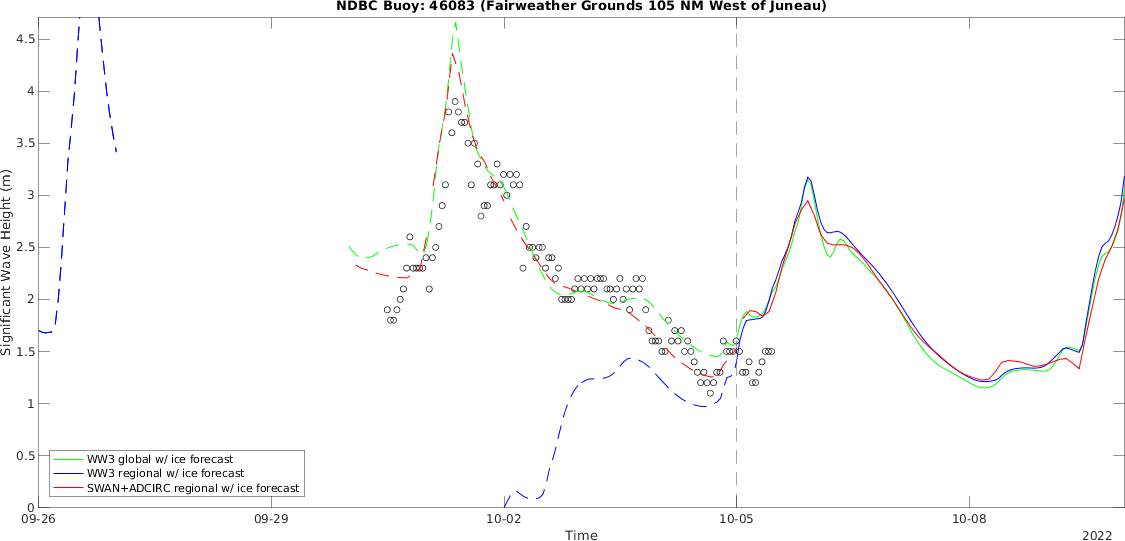 NDBC Buoy: 46083 (Fairweather Grounds 105 NM West of Juneau)
Significant Wave Height (m)
4.5
4
3.5
3
2.5
2
1.5
1
0.5
0
WW3 global w/ ice forecast
WW3 regional w/ ice forecast
SWAN+ADCIRC regional w/ ice forecast
09-26 09-29 10-02 10-05 10-08
Time
2022